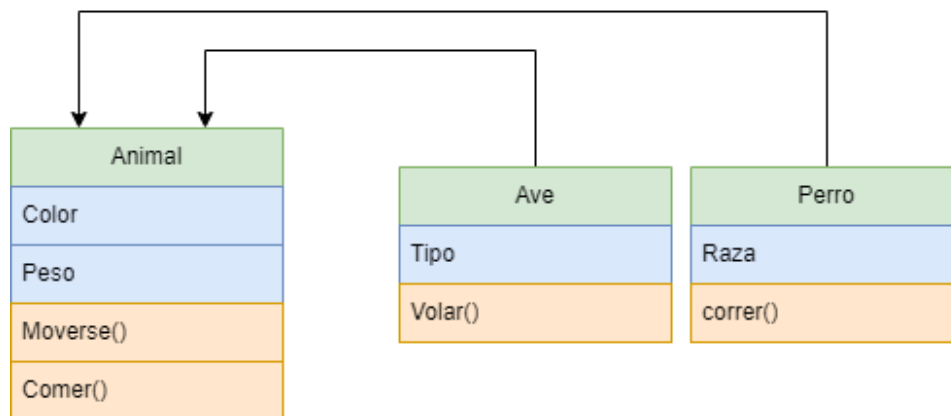 Animal
Color
Peso
Moverse()
Comer()
Ave
Tipo
Volar()
Perro
Raza
correr()